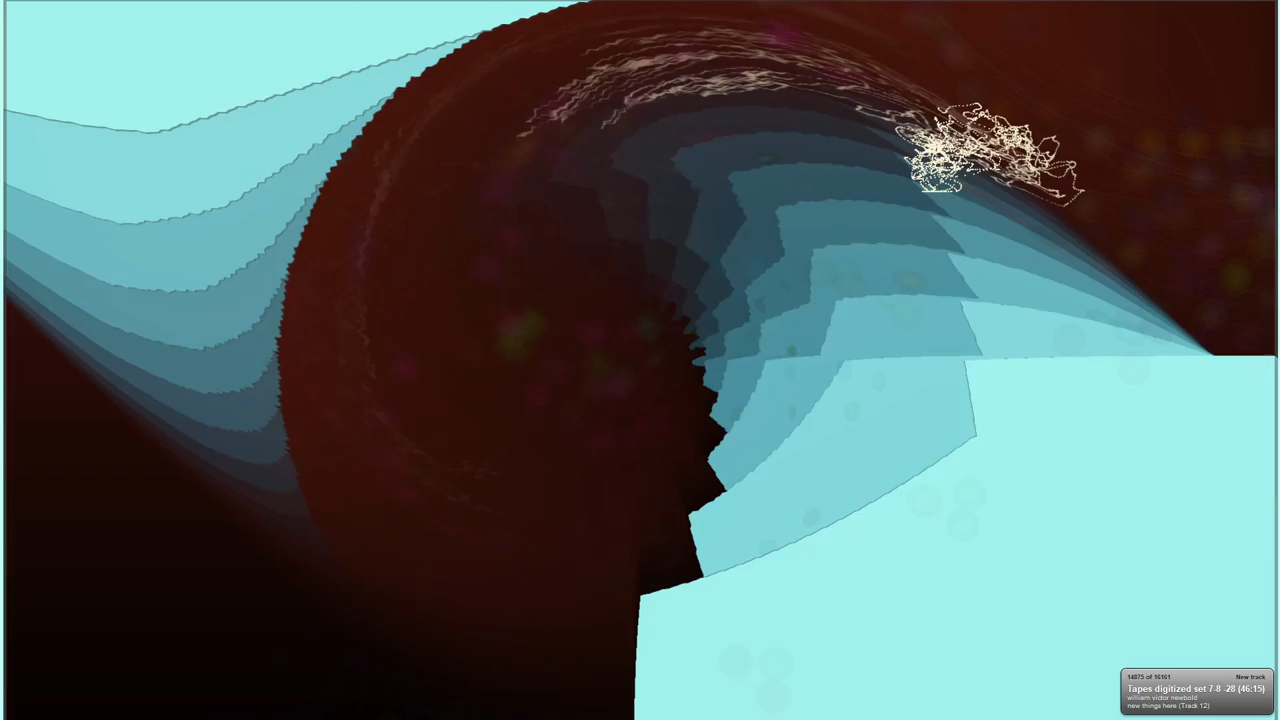 14875 of 16161 New track
Tapes digitized set 7-8 -28 (46:15)
william victor newbold
new things here (Track 12)